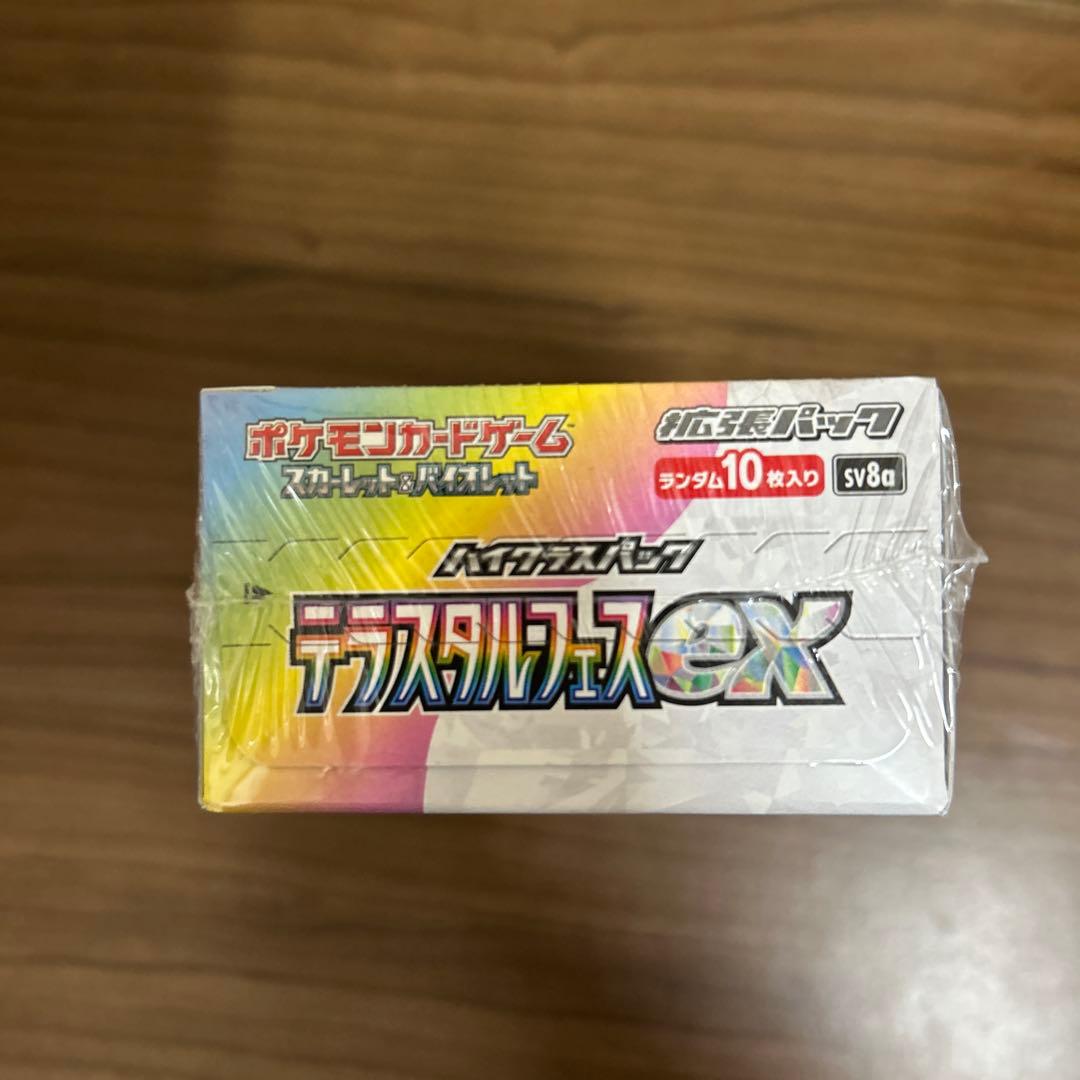 ポケモンカードゲーム
スカーレット&バイオレット
拡張パック
ランダム10枚入り
SV8a
ハイクラスパック
テラスタルフェスex